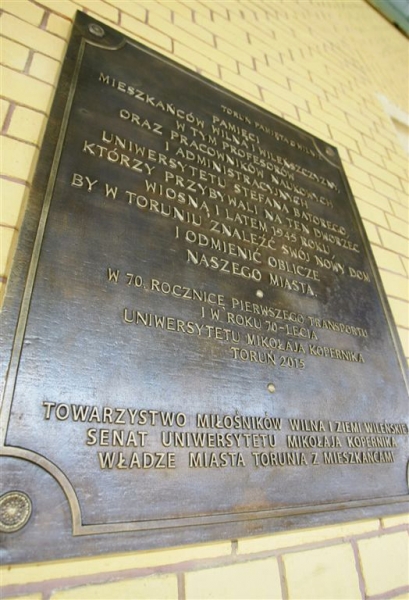 TORUŃ PAMIĘTA O WILNIE
PAMIĘCI
MIESZKAŃCÓW WILNA I WILEŃSZCZYZNY,
W TYM PROFESORÓW
ORAZ PRACOWNIKÓW NAUKOWYCH
I ADMINISTRACYJNYCH
UNIWERSYTETU STEFANA BATOREGO,
KTÓRZY PRZYBYWALI NA TEN DWORZEC
WIOSNĄ I LATEM 1945 ROKU
BY W TORUNIU ZNALEŹĆ SWÓJ NOWY DOM
I ODMIENIĆ OBLICZE
NASZEGO MIASTA.
W 70. ROCZNICĘ PIERWSZEGO TRANSPORTU
I W ROKU 70-LECIA
UNIWERSYTETU MIKOŁAJA KOPERNIKA
TORUŃ 2015
TOWARZYSTWO MIŁOŚNIKÓW WILNA I ZIEMI WILEŃSKIEJ
SENAT UNIWERSYTETU MIKOŁAJA KOPERNIKA
WŁADZE MIASTA TORUNIA Z MIESZKAŃCAMI